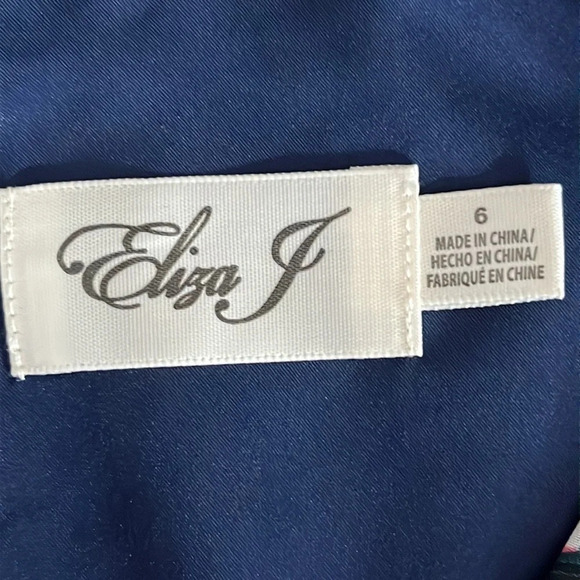 Eliza J
6
MADE IN CHINA/
HECHO EN CHINA/
FABRIQUÉ EN CHINE